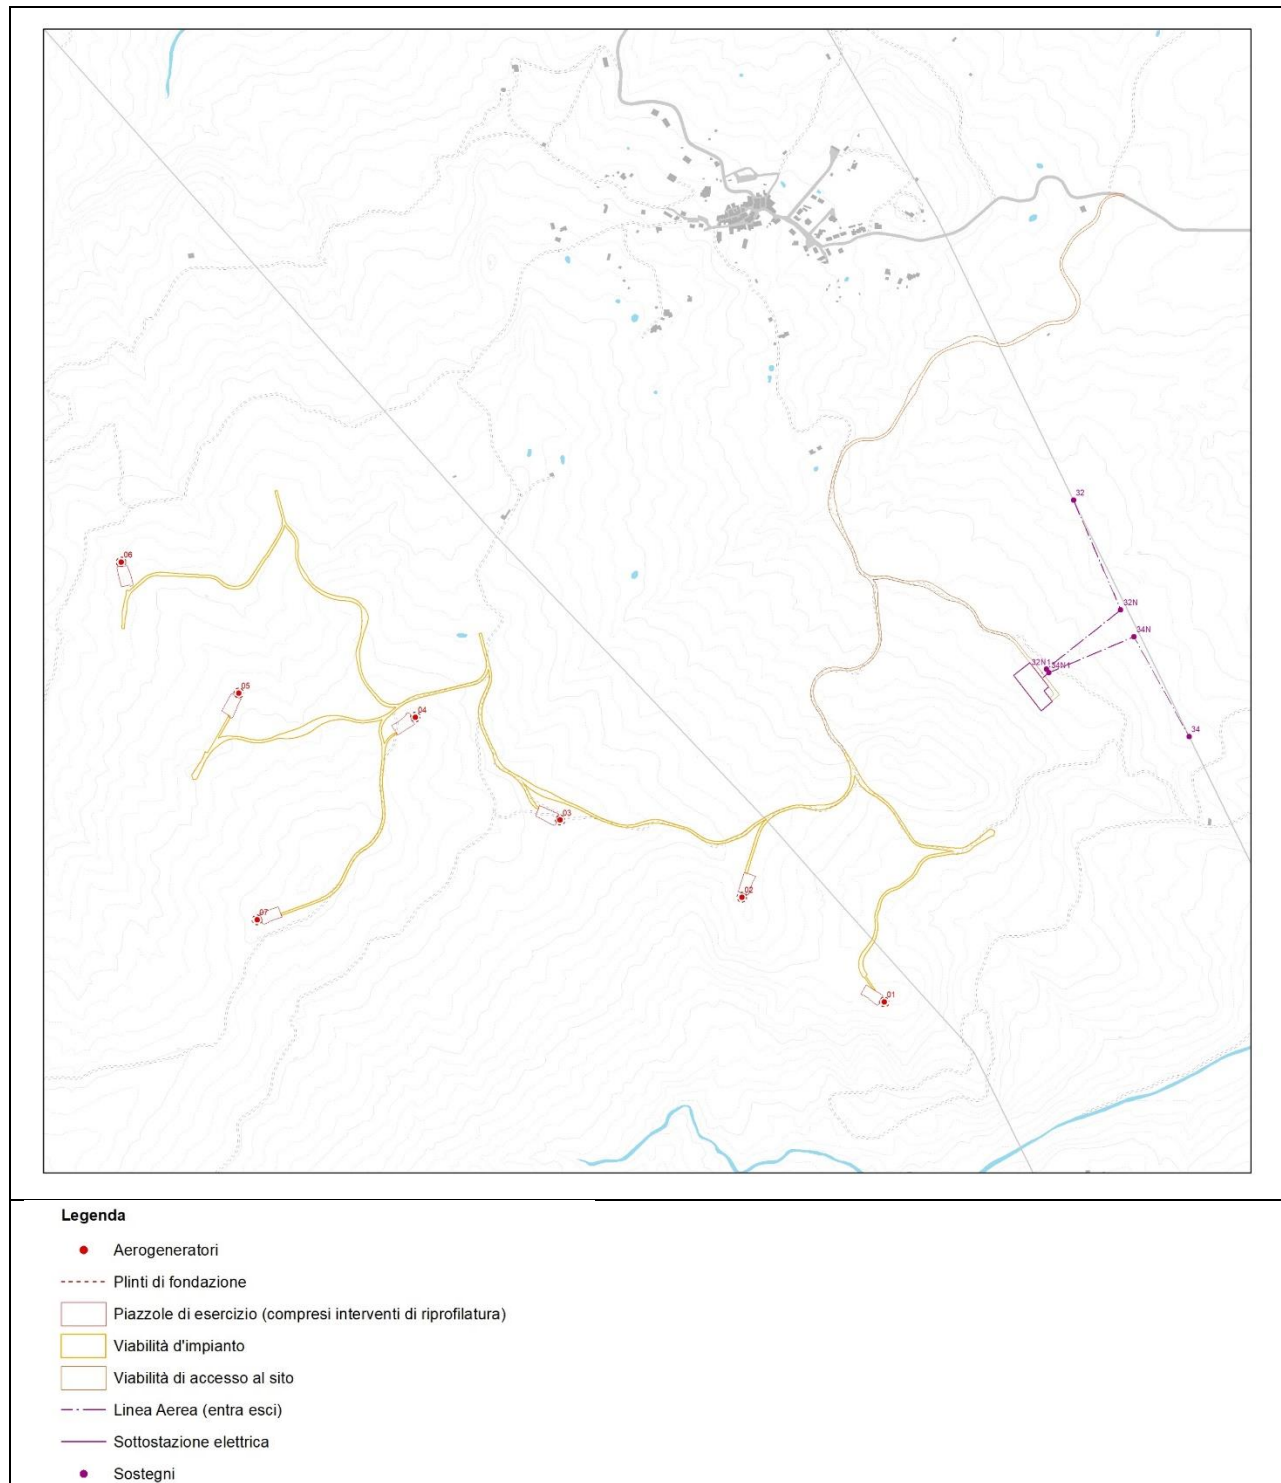 32
06
32N
34N
32N1
34N1
05
04
34
03
02
07
01
Legenda
Aerogeneratori
Plinti di fondazione
Piazzole di esercizio (compresi interventi di riprofilatura)
Viabilità d'impianto
Viabilità di accesso al sito
Linea Aerea (entra esci)
Sottostazione elettrica
Sostegni